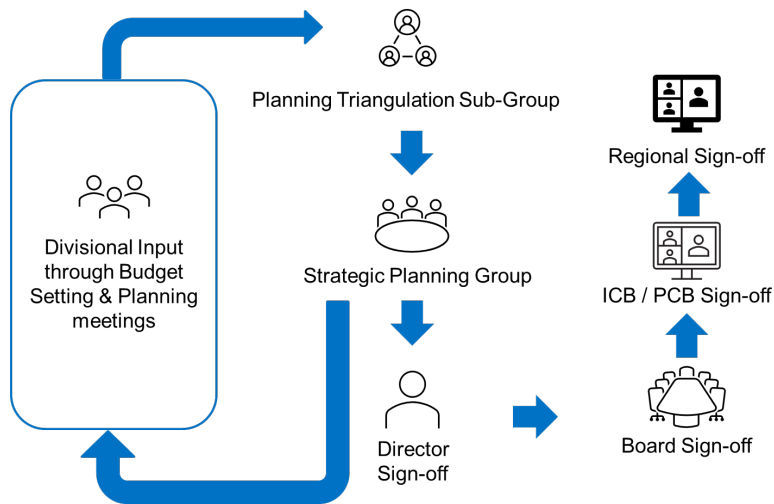 Planning Triangulation Sub-Group
Divisional Input
through Budget
Setting & Planning
meetings
Strategic Planning Group
Director
Sign-off
Board Sign-off
ICB / PCB Sign-off
Regional Sign-off